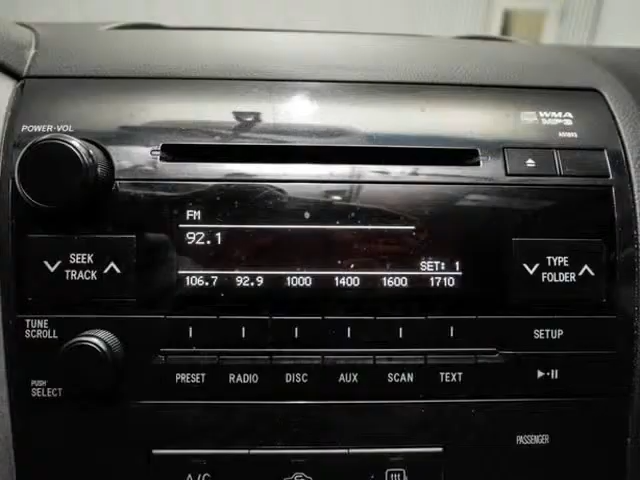 WMA
MP3
POWER·VOL
FM
92.1
SEEK
TRACK
TYPE
FOLDER
SET: 1
106.7 92.9 1000 1400 1600 1710
TUNE
SCROLL
SETUP
PUSH
SELECT
PRESET RADIO DISC AUX SCAN TEXT
PASSENGER
A/C